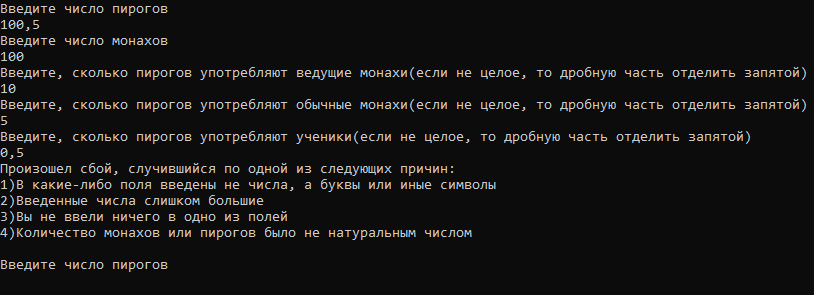 Введите число пирогов
100,5
Введите число монахов
100
Введите, сколько пирогов употребляют ведущие монахи(если не целое, то дробную часть отделить запятой)
10
Введите, сколько пирогов употребляют обычные монахи(если не целое, то дробную часть отделить запятой)
5
Введите, сколько пирогов употребляют ученики(если не целое, то дробную часть отделить запятой)
0,5
Произошел сбой, случившийся по одной из следующих причин:
1)В какие-либо поля введены не числа, а буквы или иные символы
2)Введенные числа слишком большие
3)Вы не ввели ничего в одно из полей
4)Количество монахов или пирогов было не натуральным числом
Введите число пирогов